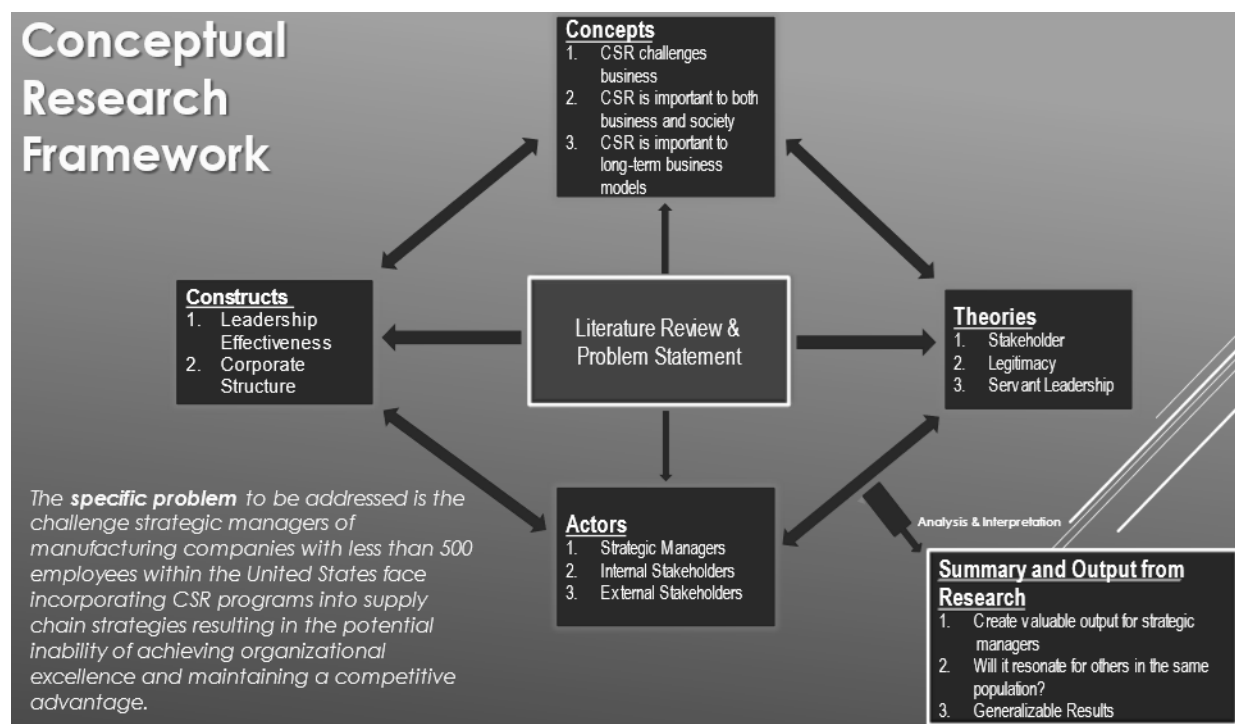 Conceptual
Research
Framework
Concepts
1. CSR challenges
business
2. CSR is important to both
business and society
3. CSR is important to
long-term business
models
Constructs
1. Leadership
Effectiveness
2. Corporate
Structure
Literature Review &
Problem Statement
Theories
1. Stakeholder
2. Legitimacy
3. Servant Leadership
Actors
1. Strategic Managers
2. Internal Stakeholders
3. External Stakeholders
The specific problem to be addressed is the
challenge strategic managers of
manufacturing companies with less than 500
employees within the United States face
incorporating CSR programs into supply
chain strategies resulting in the potential
inability of achieving organizational
excellence and maintaining a competitive
advantage.
Analysis & Interpretation
Summary and Output from
Research
1. Create valuable output for strategic
managers
2. Will it resonate for others in the same
population?
3. Generalizable Results